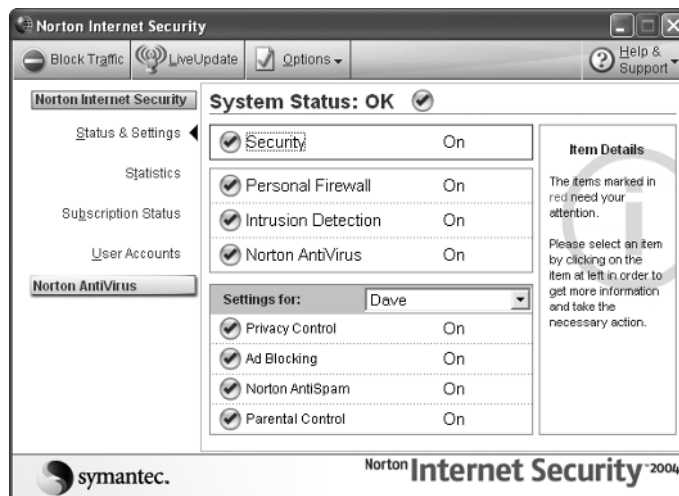 Norton Internet Security
Block Traffic
LiveUpdate
Options
Help &
Support
Norton Internet Security
Status & Settings
Statistics
Subscription Status
User Accounts
Norton AntiVirus
System Status: OK
Security On
Personal Firewall On
Intrusion Detection On
Norton AntiVirus On
Settings for: Dave
Privacy Control On
Ad Blocking On
Norton AntiSpam On
Parental Control On
Item Details
The items marked in
red need your
attention.
Please select an item
by clicking on the
item at left in order to
get more information
and take the
necessary action.
symantec.
Norton Internet Security 2004